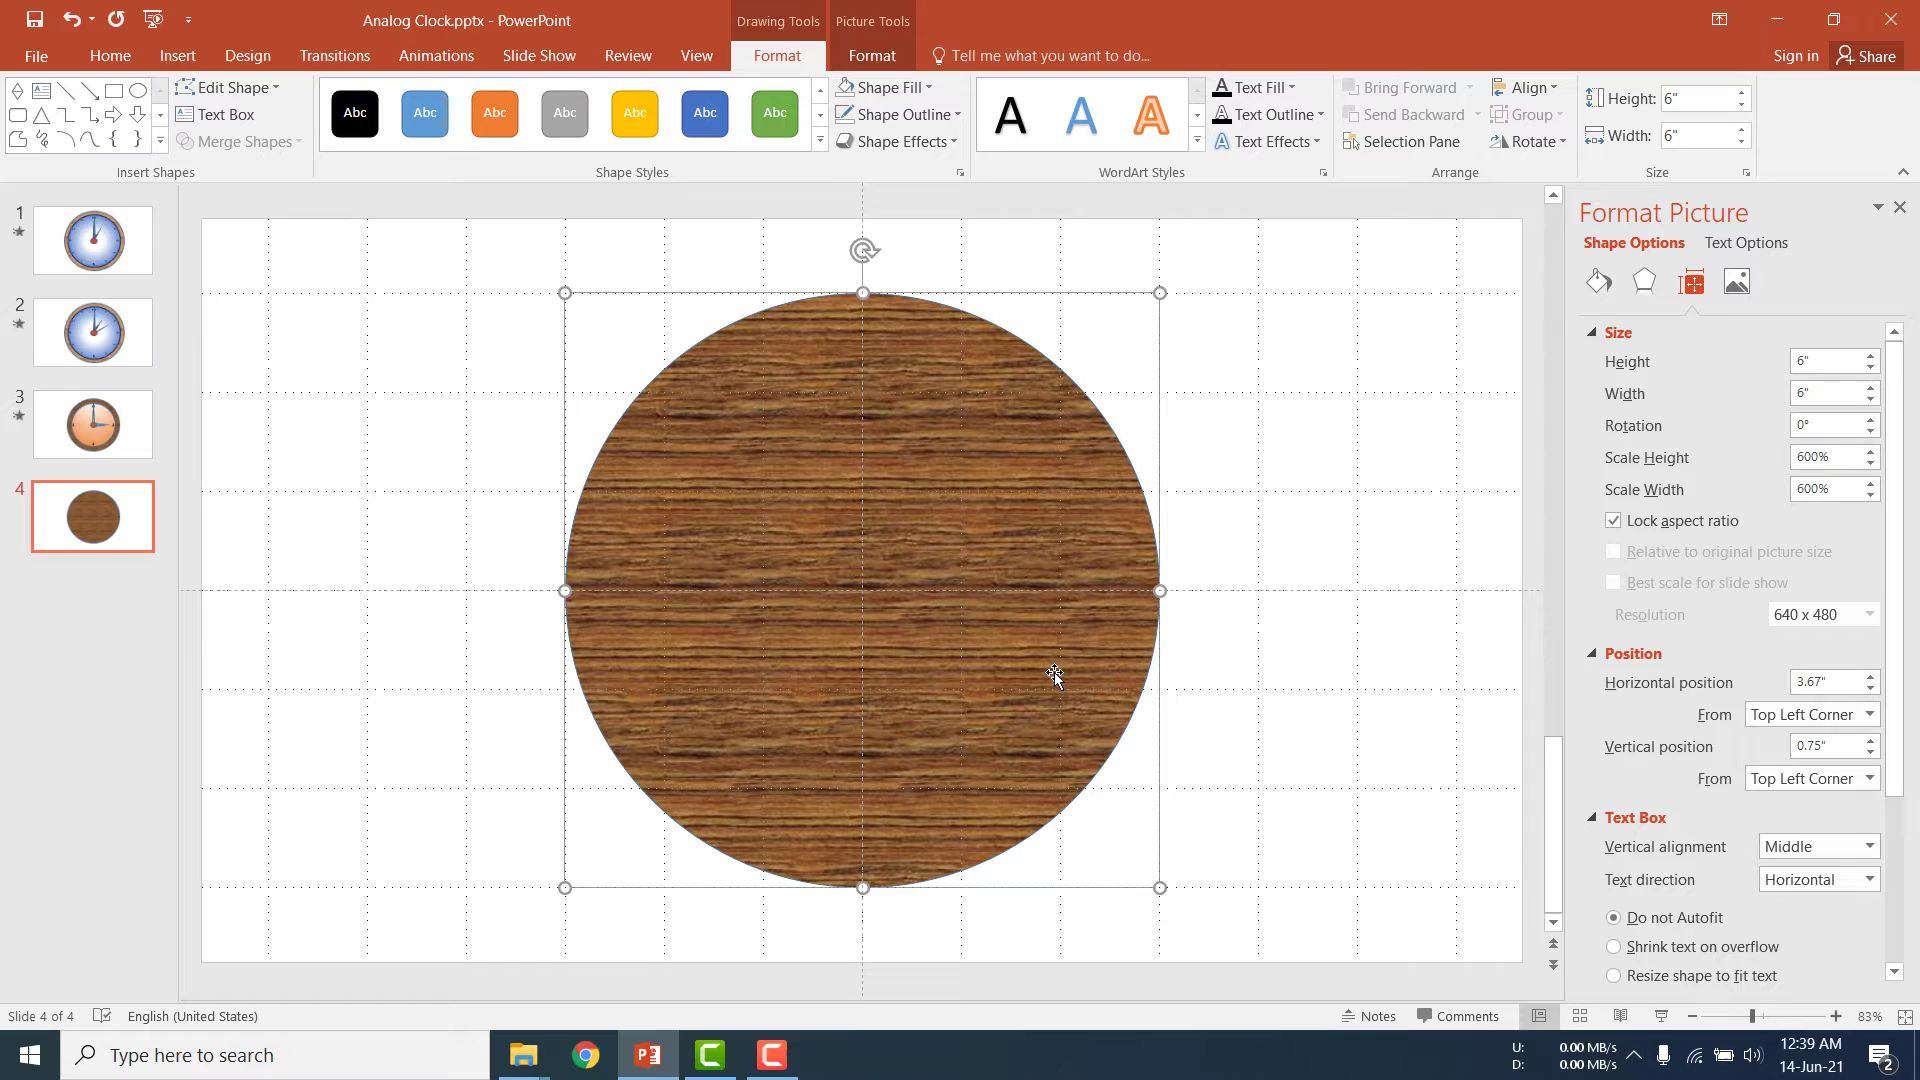 Analog Clock.pptx - PowerPoint
Drawing Tools
Picture Tools
File
Home
Insert
Design
Transitions
Animations
Slide Show
Review
View
Format
Format
Tell me what you want to do...
Sign in
Share
Edit Shape
Text Box
Merge Shapes
Insert Shapes
Abc
Abc
Abc
Abc
Abc
Abc
Abc
Shape Fill
Shape Outline
Shape Effects
Shape Styles
A
A
A
Text Fill
Text Outline
Text Effects
WordArt Styles
Bring Forward
Send Backward
Selection Pane
Align
Group
Rotate
Arrange
Height: 6"
Width: 6"
Size
1
2
3
4
Format Picture
Shape Options
Text Options
Size
Height 6"
Width 6"
Rotation 0°
Scale Height 600%
Scale Width 600%
Lock aspect ratio
Relative to original picture size
Best scale for slide show
Resolution 640 x 480
Position
Horizontal position 3.67"
From Top Left Corner
Vertical position 0.75"
From Top Left Corner
Text Box
Vertical alignment Middle
Text direction Horizontal
Do not Autofit
Shrink text on overflow
Resize shape to fit text
Slide 4 of 4
English (United States)
Notes
Comments
83%
Type here to search
U: 0.00 MB/s
D: 0.00 MB/s
12:39 AM
14-Jun-21
2